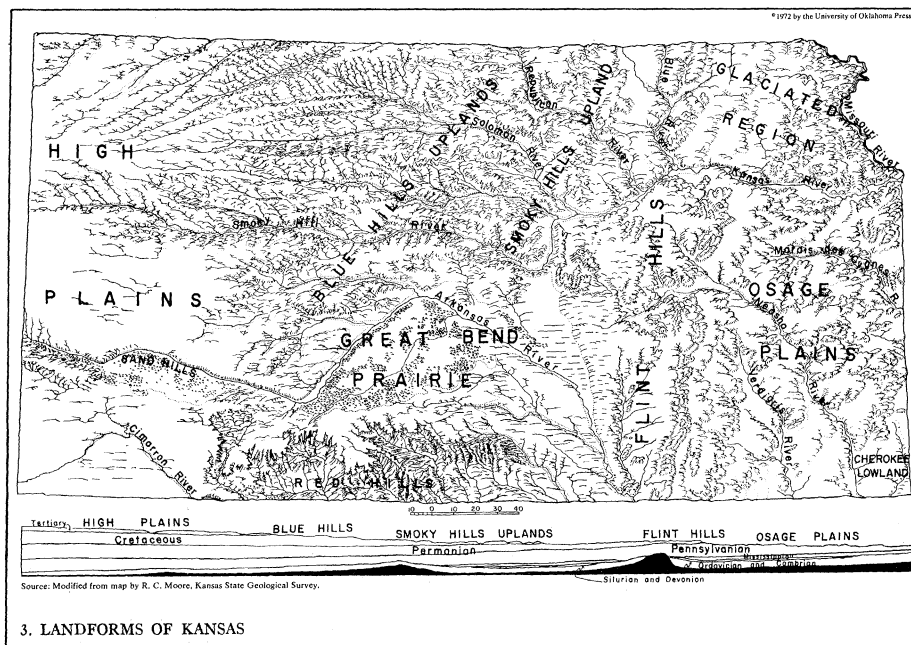 ©1972 by the University of Oklahoma Press
HIGH
PLAINS
BLUE HILLS UPLANDS
SMOKY HILLS UPLAND
Republican
River
Blue
R.
GLACIATED
REGION
Missouri River
Solomon River
Kansas River
Smoky Hill River
FLINT HILLS
Marais Des Cygnes R.
OSAGE
PLAINS
Neosho River
Verdigris River
Arkansas River
GREAT BEND
PRAIRIE
SAND HILLS
Cimarron River
RED HILLS
CHEROKEE
LOWLAND
10 0 10 20 30 40
Tertiary HIGH PLAINS BLUE HILLS SMOKY HILLS UPLANDS FLINT HILLS OSAGE PLAINS
Cretaceous Permanian Pennsylvanian
Mississippian
Ordovician and Cambrian
Silurian and Devonian
Source: Modified from map by R. C. Moore, Kansas State Geological Survey.
3. LANDFORMS OF KANSAS